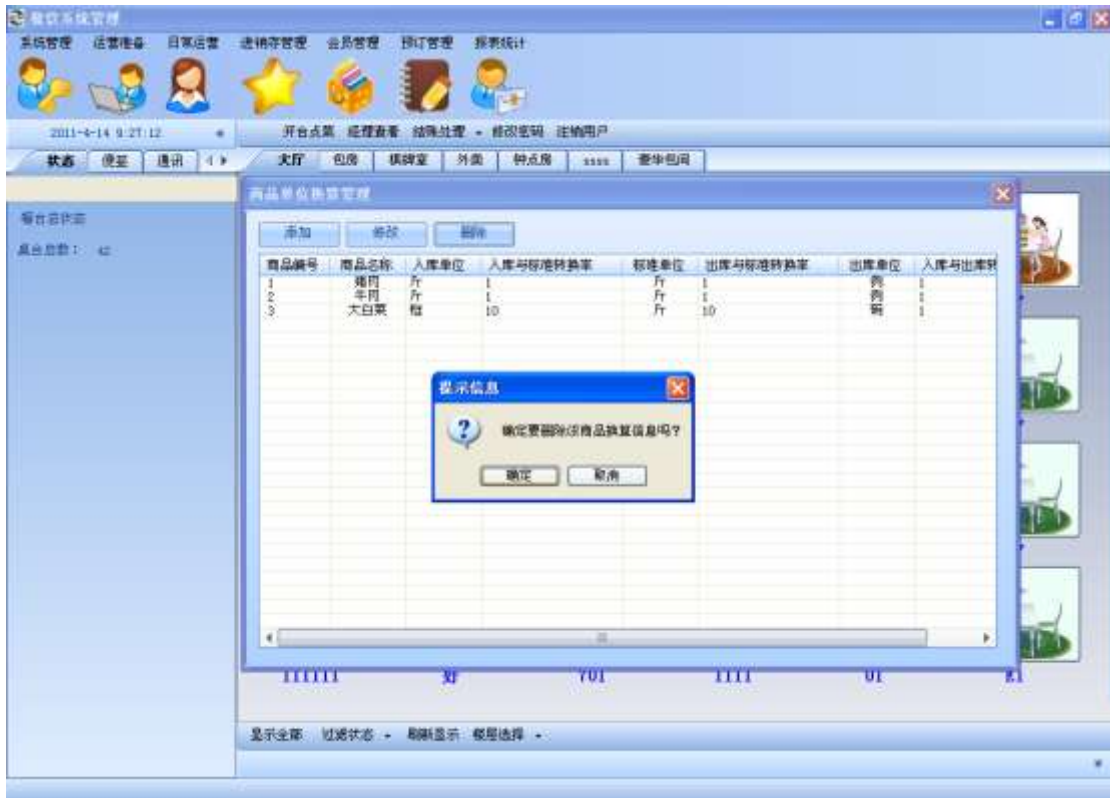 餐饮系统管理
系统管理 运营准备 日常运营 进销存管理 会员管理 预订管理 报表统计
2011-4-14 9:27:12
开台点菜 经理查看 结账处理 修改密码 注销用户
状态 便签 通讯
大厅 包房 棋牌室 外面 钟点房 ssss 豪华包间
商品单位换算管理
餐台总状态
桌台总数: 42
添加 修改 删除
商品编号 商品名称 入库单位 入库与标准转换率 标准单位 出库与标准转换率 出库单位 入库与出库转
1 猪肉 斤 1 斤 1 1
2 牛肉 斤 1 斤 1 1
3 大白菜 框 10 斤 10 1
提示信息
确定要删除该商品换算信息吗?
确定 取消
111111 好 701 1111 01 g1
显示全部 过滤状态 刷新显示 楼层选择